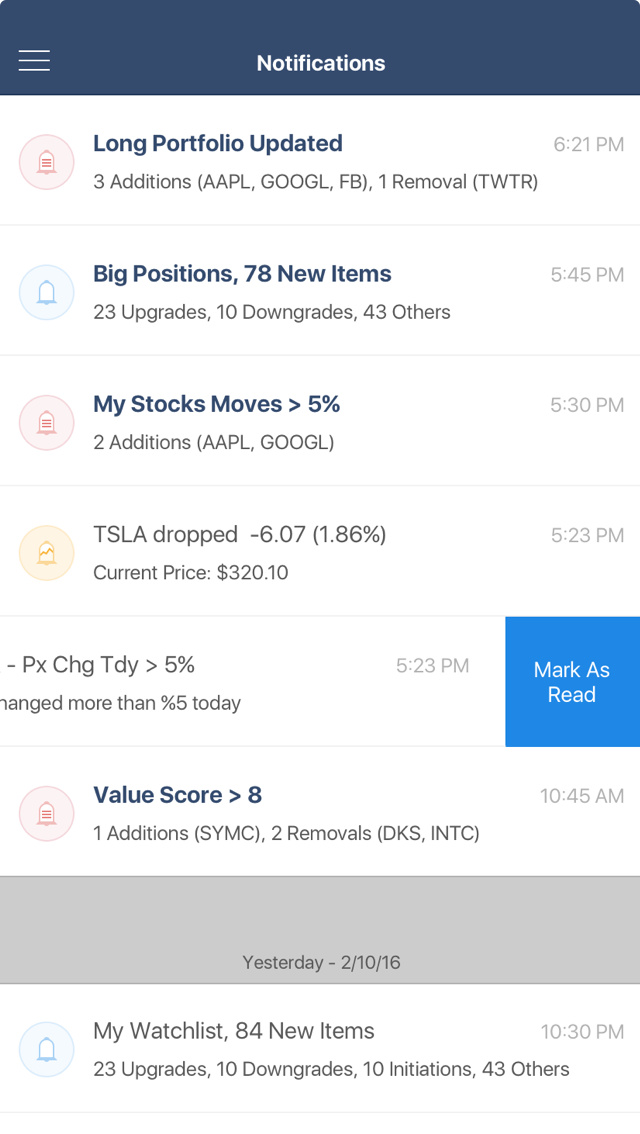 Notifications
Long Portfolio Updated 6:21 PM
3 Additions (AAPL, GOOGL, FB), 1 Removal (TWTR)
Big Positions, 78 New Items 5:45 PM
23 Upgrades, 10 Downgrades, 43 Others
My Stocks Moves > 5% 5:30 PM
2 Additions (AAPL, GOOGL)
TSLA dropped -6.07 (1.86%) 5:23 PM
Current Price: $320.10
- Px Chg Tdy > 5% 5:23 PM
more than %5 today
Mark As
Read
Value Score > 8 10:45 AM
1 Additions (SYMC), 2 Removals (DKS, INTC)
Yesterday - 2/10/16
My Watchlist, 84 New Items 10:30 PM
23 Upgrades, 10 Downgrades, 10 Initiations, 43 Others